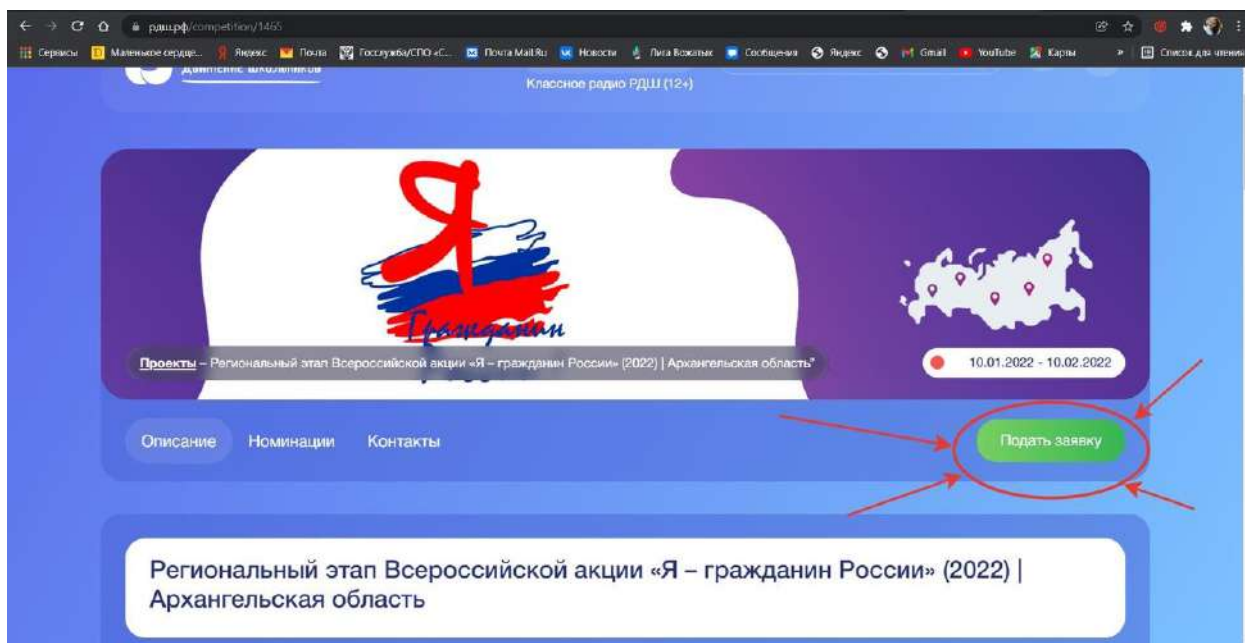 рдш.рф/competition/1465
Сервисы Маленькое сердце... Яндекс Почта Госслужба/СПО «С... Почта Mail.Ru Новости Лига Вожатых Сообщения Яндекс Gmail YouTube Карты » Список для чтения
движение школьников
Классное радио РДШ (12+)
Я
Гражданин
России
Проекты – Региональный этап Всероссийской акции «Я – гражданин России» (2022) | Архангельская область"
10.01.2022 - 10.02.2022
Описание Номинации Контакты Подать заявку
Региональный этап Всероссийской акции «Я – гражданин России» (2022) |
Архангельская область